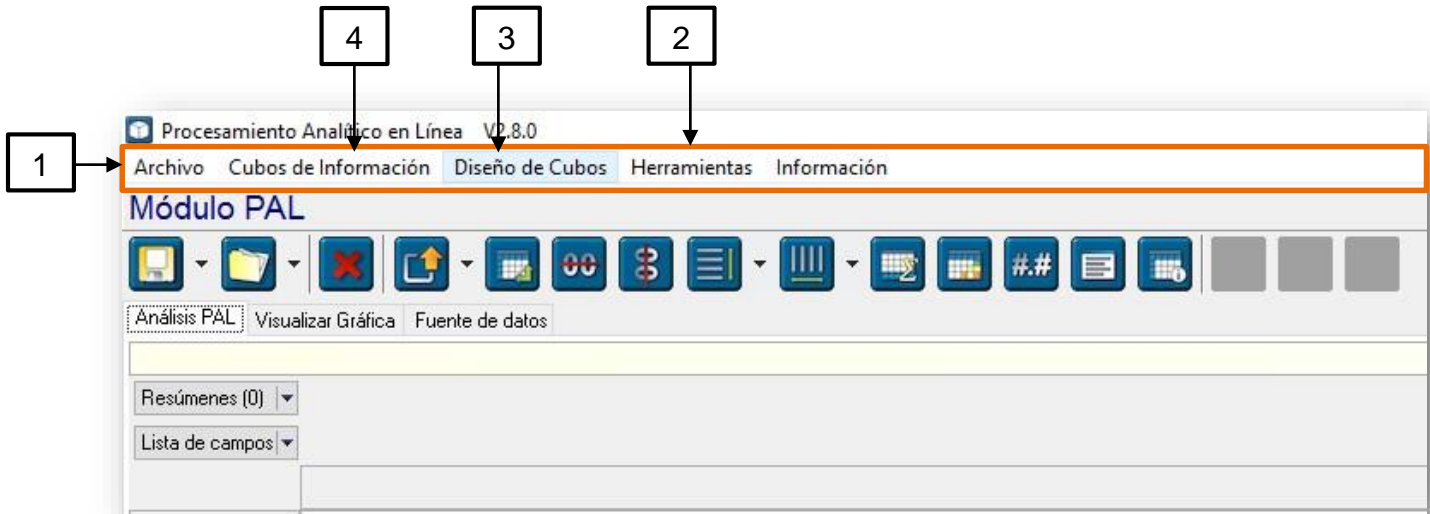 4 3 2
Procesamiento Analítico en Línea V2.8.0
1
Archivo Cubos de Información Diseño de Cubos Herramientas Información
Módulo PAL
#.#
Análisis PAL Visualizar Gráfica Fuente de datos
Resúmenes (0)
Lista de campos